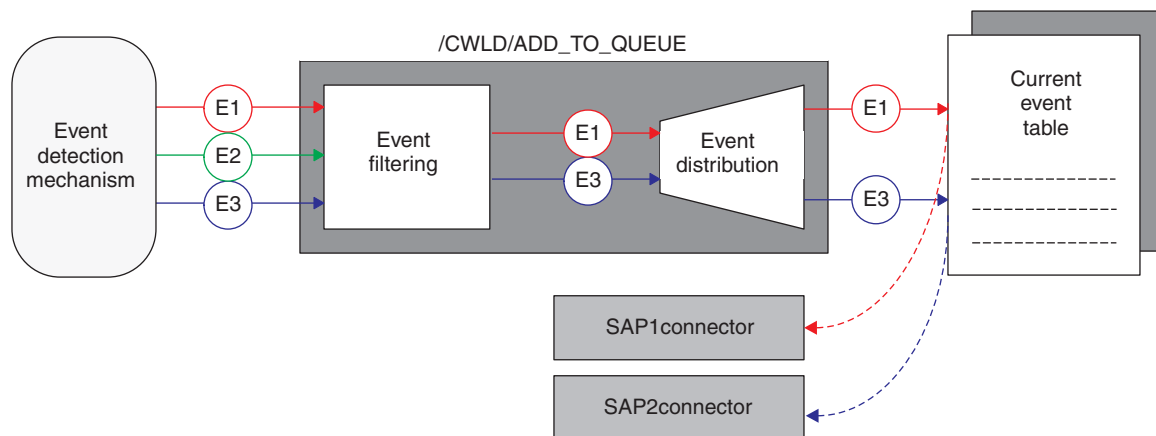 /CWLD/ADD_TO_QUEUE
Event
detection
mechanism
E1
E2
E3
Event
filtering
E1
E3
Event
distribution
E1
E3
Current
event
table
SAP1connector
SAP2connector